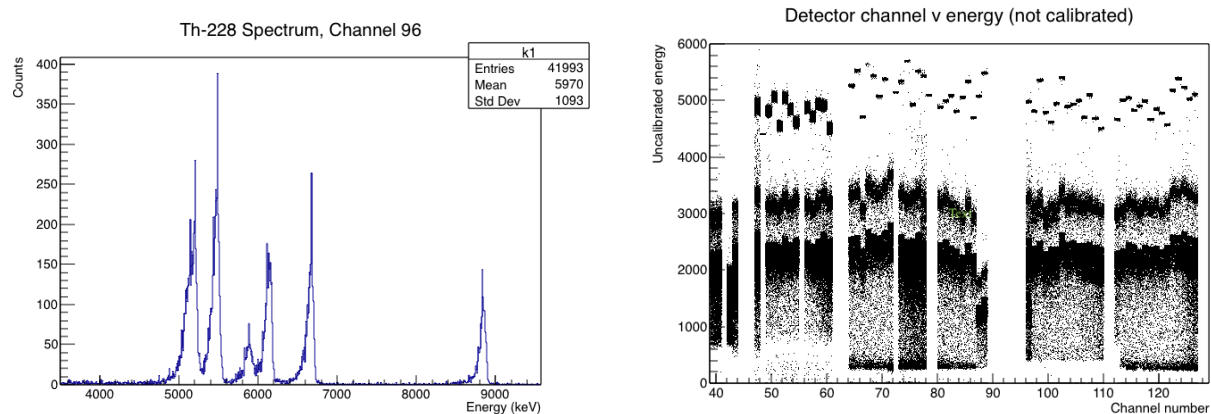 Th-228 Spectrum, Channel 96
k1
Entries 41993
Mean 5970
Std Dev 1093
Counts
400
350
300
250
200
150
100
50
0
4000 5000 6000 7000 8000 9000
Energy (keV)
Detector channel v energy (not calibrated)
Uncalibrated energy
6000
5000
4000
3000
2000
1000
0
40 50 60 70 80 90 100 110 120
Channel number